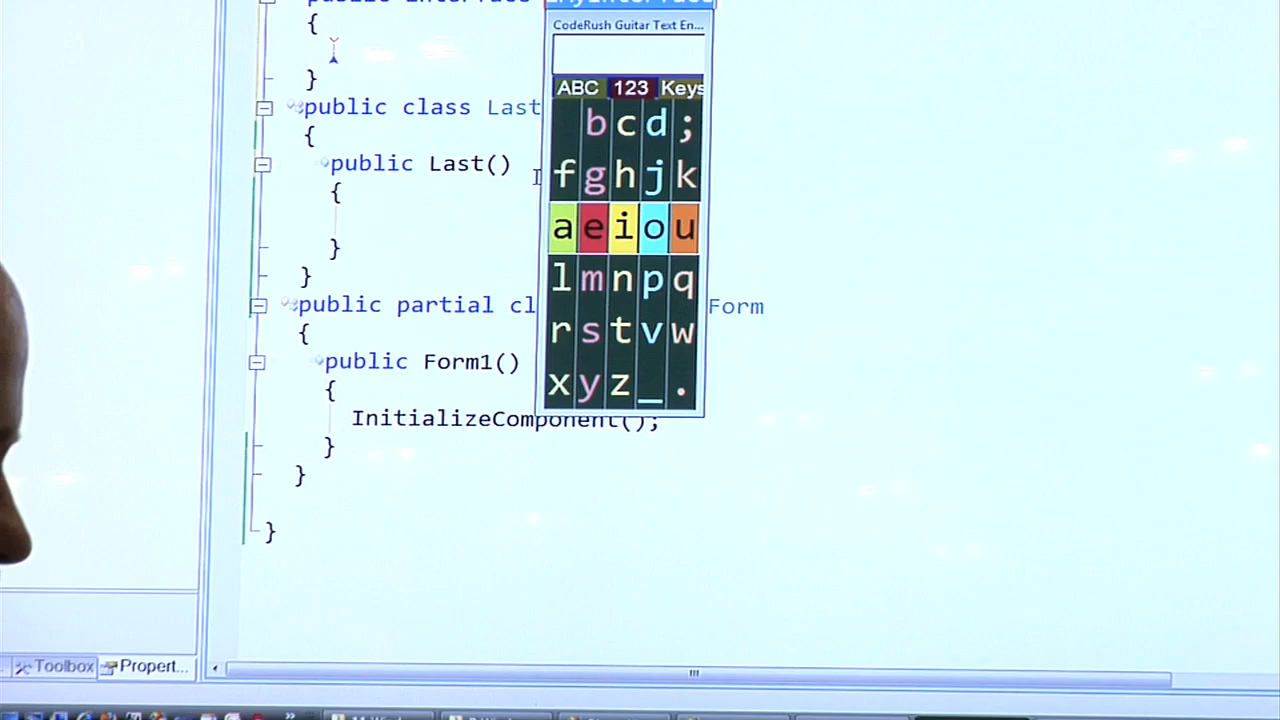 public interface IMyInterface
{
CodeRush Guitar Text En...
}
ABC 123 Keys
public class Last
b c d ;
{
public Last()
f g h j k
{
a e i o u
}
}
l m n p q
public partial cl Form
{
r s t v w
public Form1()
{
x y z _ .
InitializeComponent();
}
}
}
Toolbox Propert...